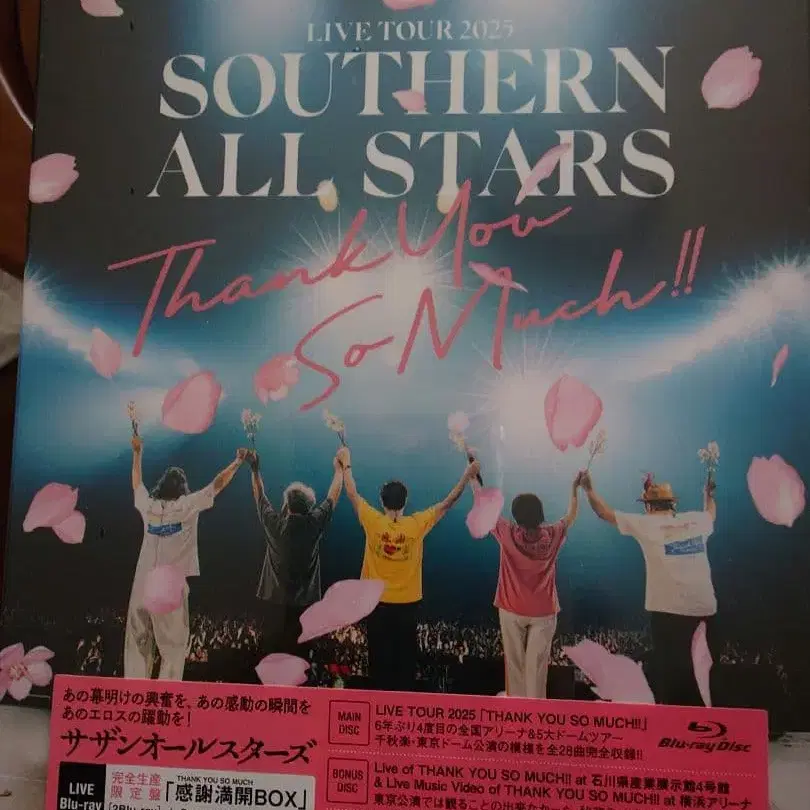 LIVE TOUR 2025
SOUTHERN
ALL STARS
Thank You
So Much!!
あの幕明けの興奮を、あの感動の瞬間を
あのエロスの躍動を!
サザンオールスターズ
LIVE
Blu-ray
完全生産
限定盤
THANK YOU SO MUCH
「感謝満開BOX」
MAIN
DISC
LIVE TOUR 2025「THANK YOU SO MUCH!!」
6年ぶり4度目の全国アリーナ&5大ドームツアー
千秋楽・東京ドーム公演の模様を全28曲完全収録!!
Blu-ray Disc
BONUS
DISC
Live of THANK YOU SO MUCH!! at 石川県産業展示館4号館
& Live Music Video of THANK YOU SO MUCH!! at 横浜アリーナ